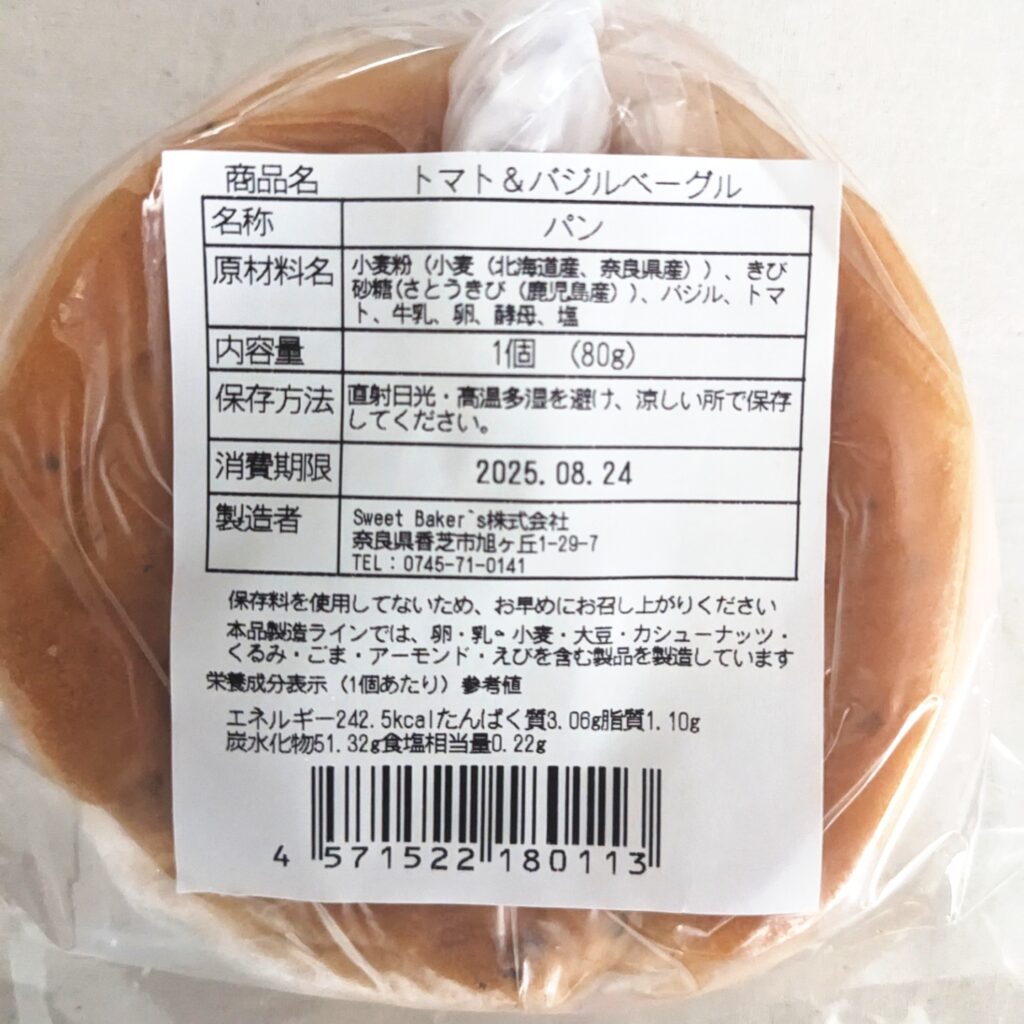 商品名 トマト&バジルベーグル
名称 パン
原材料名 小麦粉(小麦(北海道産、奈良県産))、きび
砂糖(さとうきび(鹿児島産))、バジル、トマ
ト、牛乳、卵、酵母、塩
内容量 1個 (80g)
保存方法 直射日光・高温多湿を避け、涼しい所で保存
してください。
消費期限 2025.08.24
製造者 Sweet Baker`s株式会社
奈良県香芝市旭ヶ丘1-29-7
TEL:0745-71-0141
保存料を使用してないため、お早めにお召し上がりください
本品製造ラインでは、卵・乳・小麦・大豆・カシューナッツ・
くるみ・ごま・アーモンド・えびを含む製品を製造しています
栄養成分表示(1個あたり)参考値
エネルギー242.5kcalたんぱく質3.06g脂質1.10g
炭水化物51.32g食塩相当量0.22g
4 571522 180113